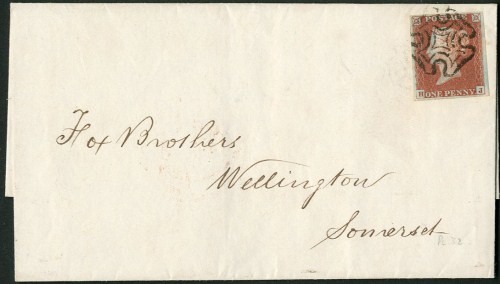 POSTAGE
ONE PENNY
Fox Brothers
Wellington
Somerset